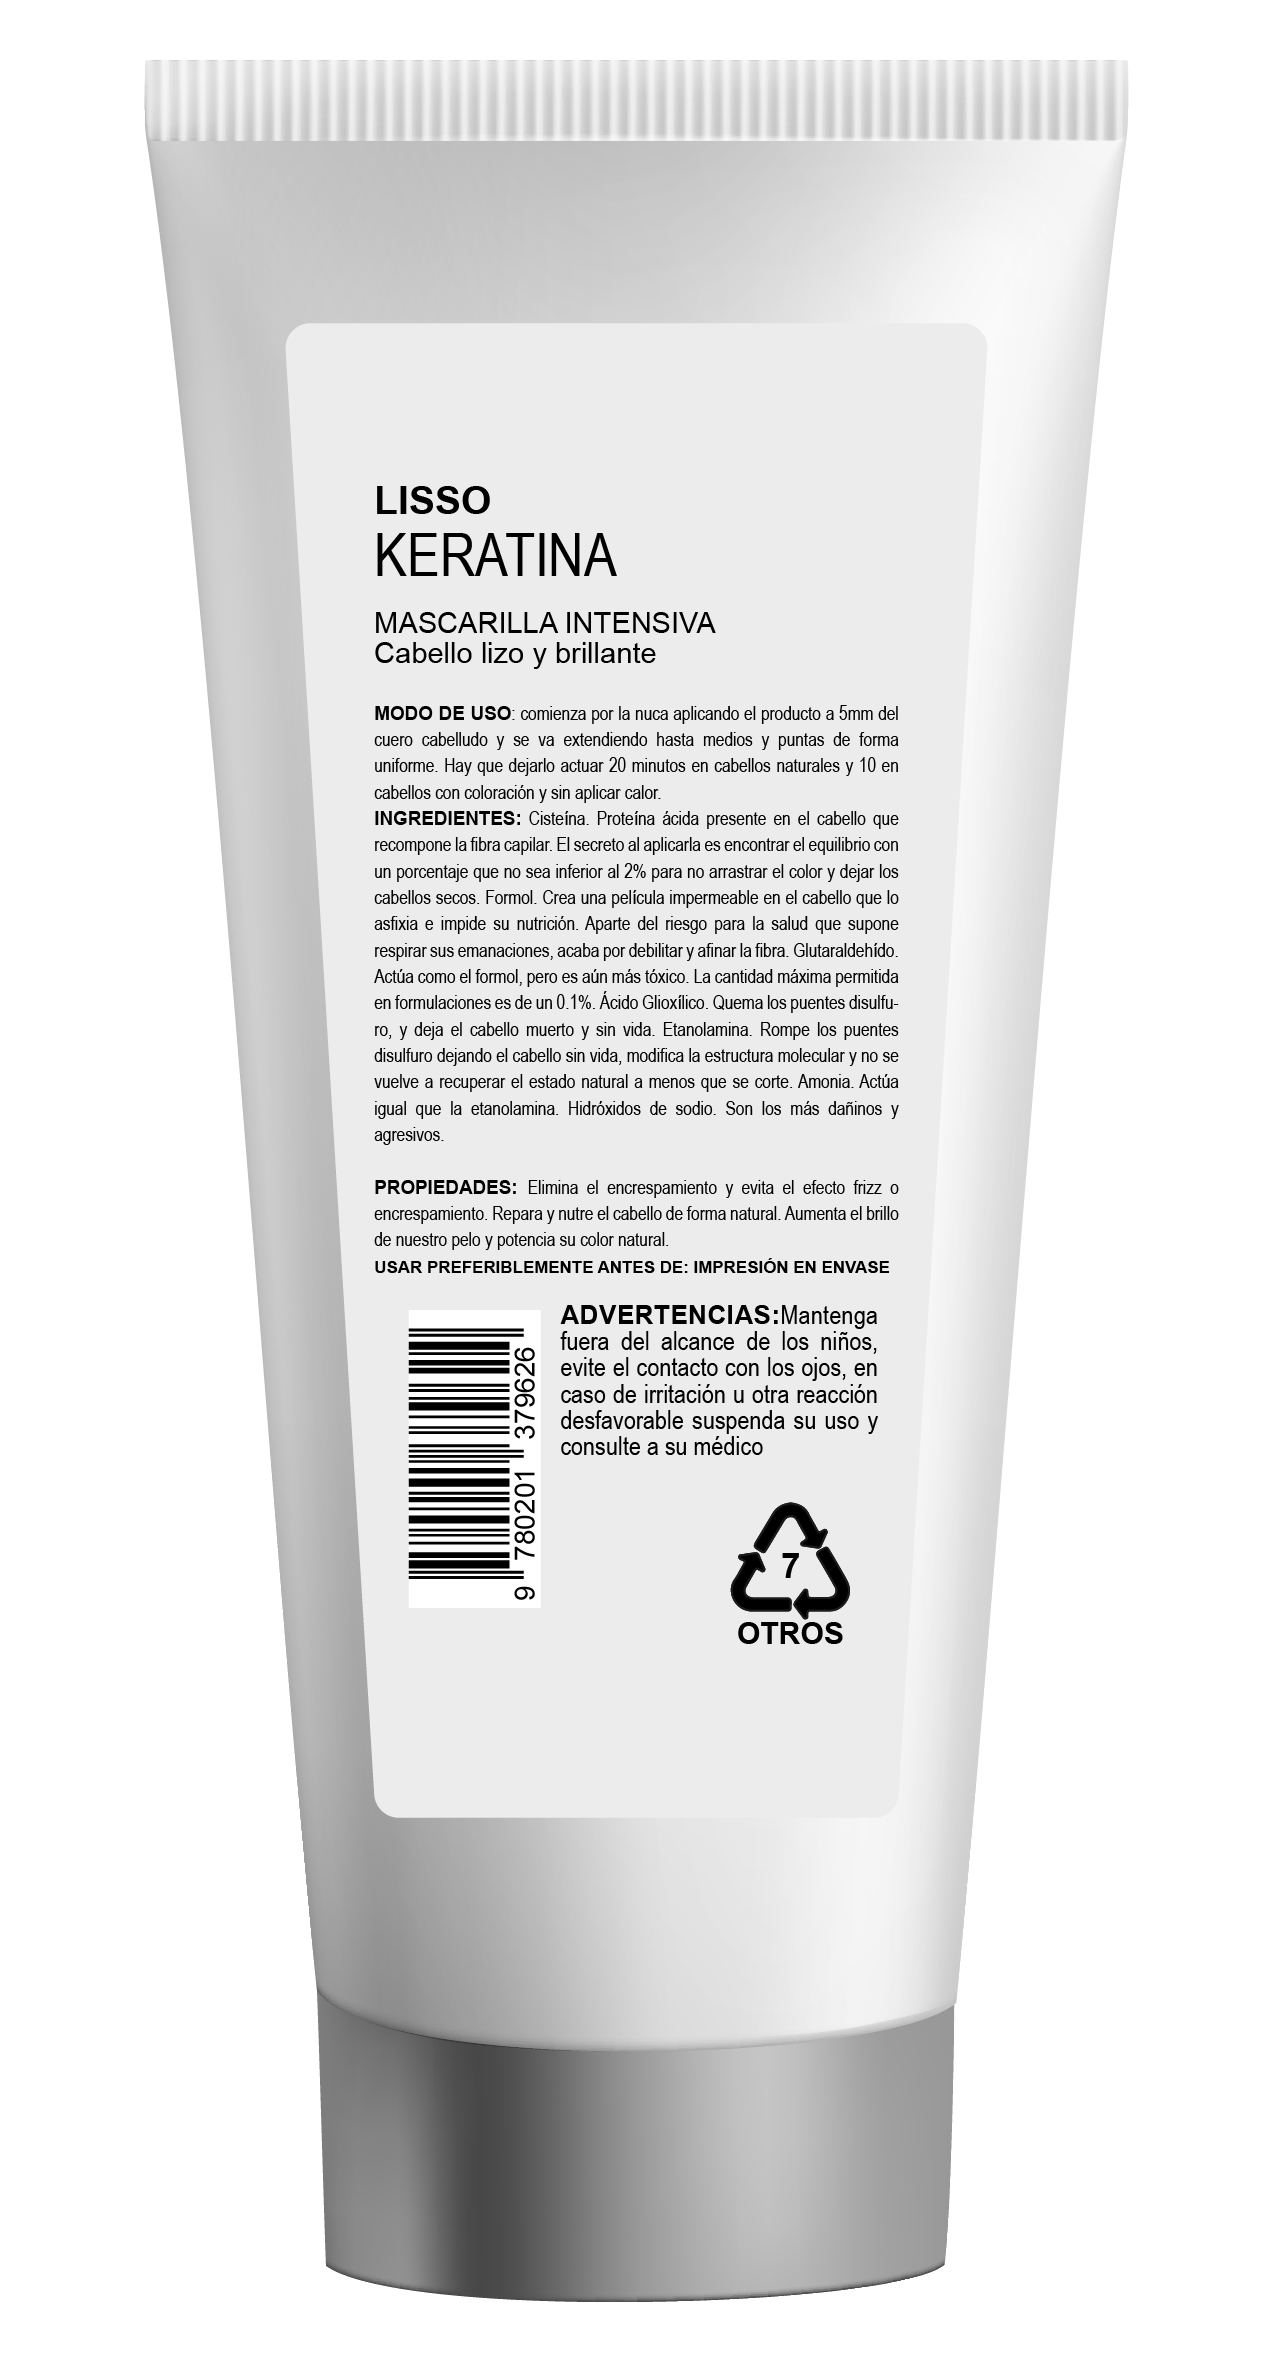 LISSO
KERATINA
MASCARILLA INTENSIVA
Cabello lizo y brillante
MODO DE USO: comienza por la nuca aplicando el producto a 5mm del
cuero cabelludo y se va extendiendo hasta medios y puntas de forma
uniforme. Hay que dejarlo actuar 20 minutos en cabellos naturales y 10 en
cabellos con coloración y sin aplicar calor.
INGREDIENTES: Cisteína. Proteína ácida presente en el cabello que
recompone la fibra capilar. El secreto al aplicarla es encontrar el equilibrio con
un porcentaje que no sea inferior al 2% para no arrastrar el color y dejar los
cabellos secos. Formol. Crea una película impermeable en el cabello que lo
asfixia e impide su nutrición. Aparte del riesgo para la salud que supone
respirar sus emanaciones, acaba por debilitar y afinar la fibra. Glutaraldehído.
Actúa como el formol, pero es aún más tóxico. La cantidad máxima permitida
en formulaciones es de un 0.1%. Ácido Glioxílico. Quema los puentes disulfu-
ro, y deja el cabello muerto y sin vida. Etanolamina. Rompe los puentes
disulfuro dejando el cabello sin vida, modifica la estructura molecular y no se
vuelve a recuperar el estado natural a menos que se corte. Amonia. Actúa
igual que la etanolamina. Hidróxidos de sodio. Son los más dañinos y
agresivos.
PROPIEDADES: Elimina el encrespamiento y evita el efecto frizz o
encrespamiento. Repara y nutre el cabello de forma natural. Aumenta el brillo
de nuestro pelo y potencia su color natural.
USAR PREFERIBLEMENTE ANTES DE: IMPRESIÓN EN ENVASE
9 780201 379626
ADVERTENCIAS:Mantenga
fuera del alcance de los niños,
evite el contacto con los ojos, en
caso de irritación u otra reacción
desfavorable suspenda su uso y
consulte a su médico
7
OTROS